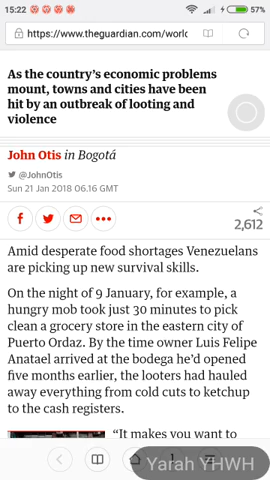 15:22 57%
https://www.theguardian.com/world
As the country's economic problems
mount, towns and cities have been
hit by an outbreak of looting and
violence
John Otis in Bogotá
@JohnOtis
Sun 21 Jan 2018 06.16 GMT
2,612
Amid desperate food shortages Venezuelans
are picking up new survival skills.
On the night of 9 January, for example, a
hungry mob took just 30 minutes to pick
clean a grocery store in the eastern city of
Puerto Ordaz. By the time owner Luis Felipe
Anatael arrived at the bodega he'd opened
five months earlier, the looters had hauled
away everything from cold cuts to ketchup
to the cash registers.
“It makes you want to
1
Yarah YHWH